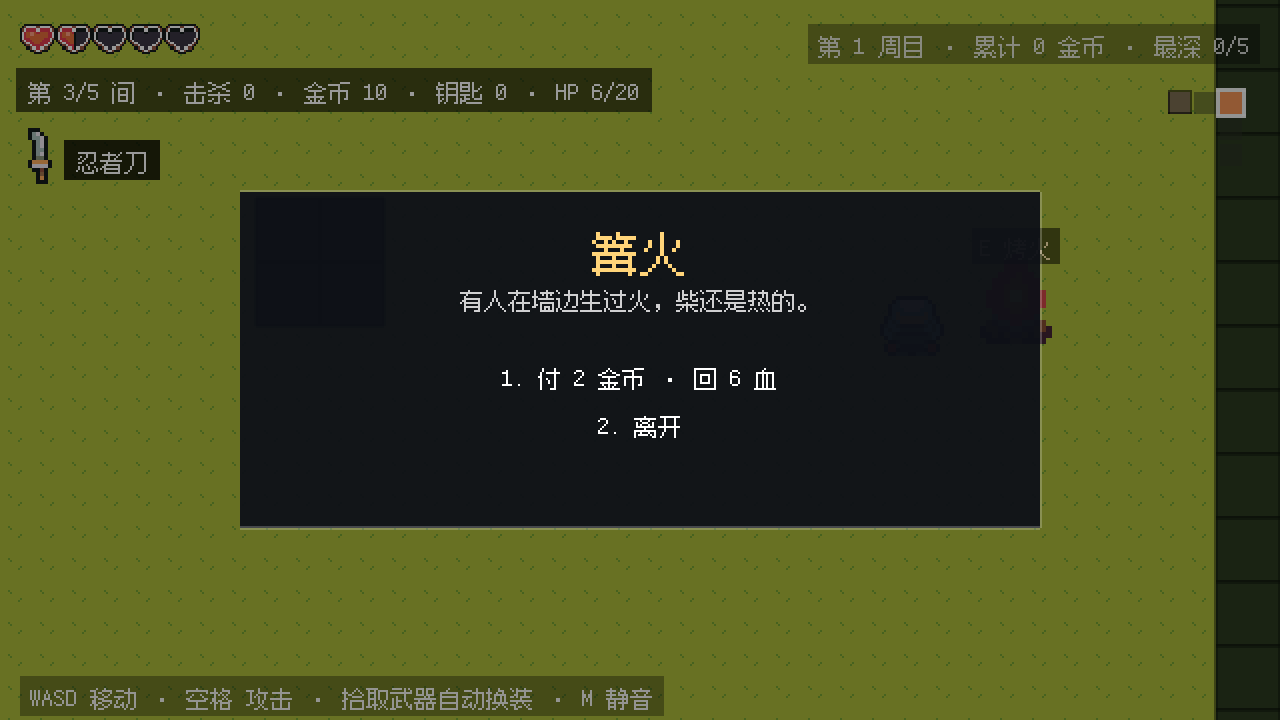 第 1 周目 · 累计 0 金币 · 最深 0/5
第 3/5 间 · 击杀 0 · 金币 10 · 钥匙 0 · HP 6/20
忍者刀
E 烤火
篝火
有人在墙边生过火，柴还是热的。
1. 付 2 金币 · 回 6 血
2. 离开
WASD 移动 · 空格 攻击 · 拾取武器自动换装 · M 静音